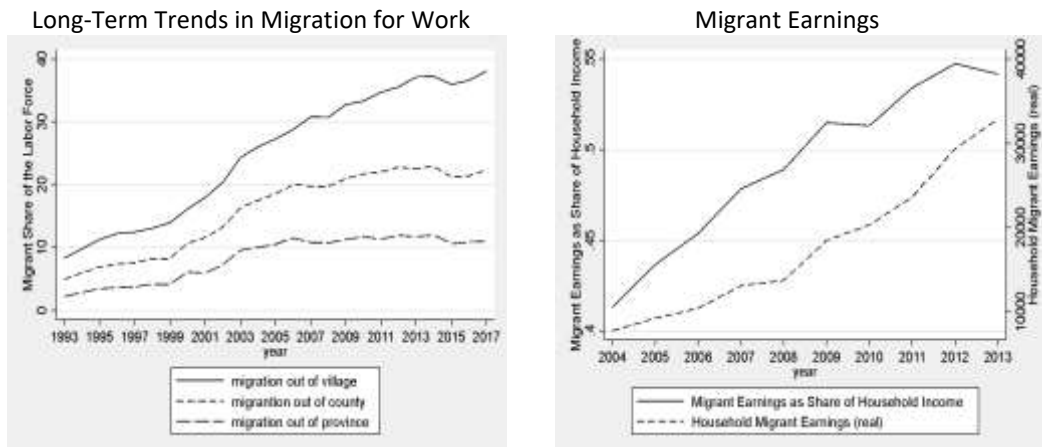 Long-Term Trends in Migration for Work
Migrant Share of the Labor Force
40
30
20
10
0
1993 1995 1997 1999 2001 2003 2005 2007 2009 2011 2013 2015 2017
year
migration out of village
migrantion out of county
migration out of province
Migrant Earnings
Migrant Earnings as Share of Household Income
.55
.5
.45
.4
40000
30000
20000
10000
Household Migrant Earnings (real)
2004 2005 2006 2007 2008 2009 2010 2011 2012 2013
year
Migrant Earnings as Share of Household Income
Household Migrant Earnings (real)